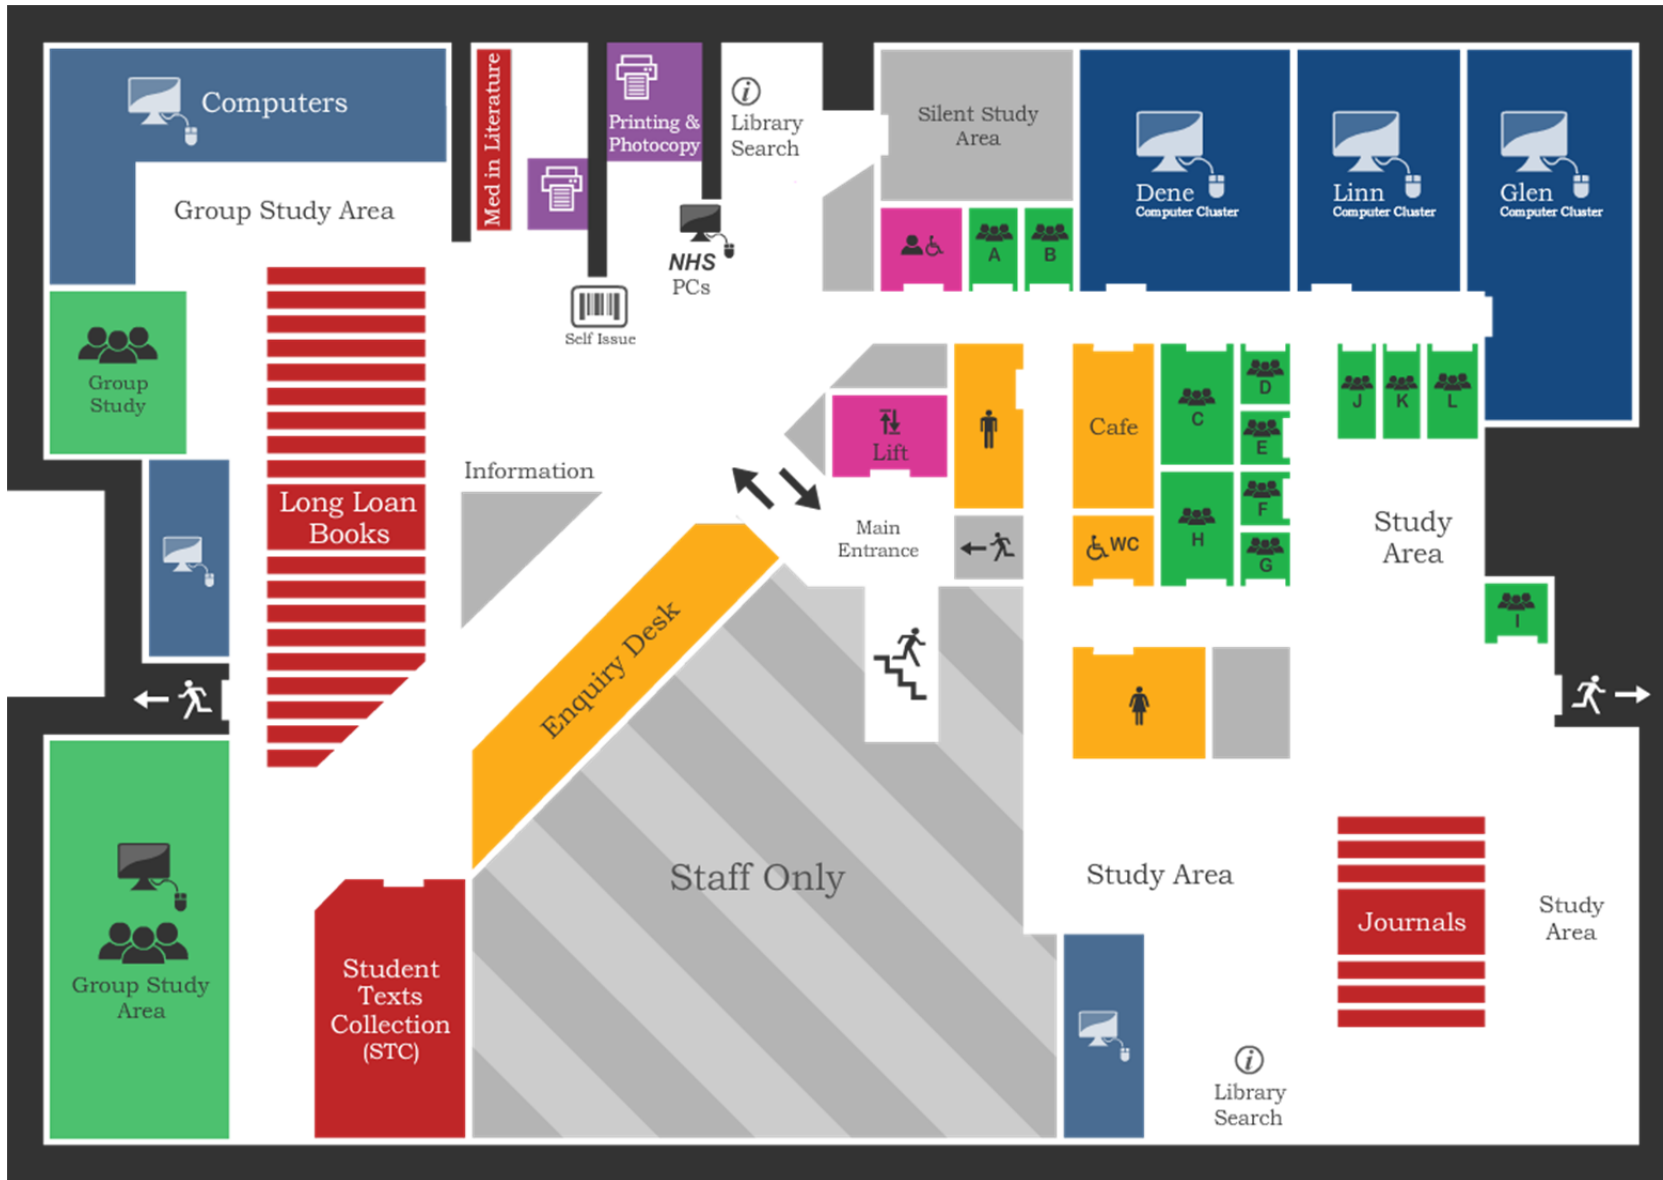 Computers
Group Study Area
Med in Literature
Printing &
Photocopy
Library
Search
NHS
PCs
Self Issue
Silent Study
Area
A
B
Dene
Computer Cluster
Linn
Computer Cluster
Glen
Computer Cluster
Group
Study
Long Loan
Books
Information
Lift
Main
Entrance
Cafe
WC
C
D
E
F
G
H
J
K
L
Study
Area
I
Enquiry Desk
Staff Only
Group Study
Area
Student
Texts
Collection
(STC)
Study Area
Journals
Study
Area
Library
Search